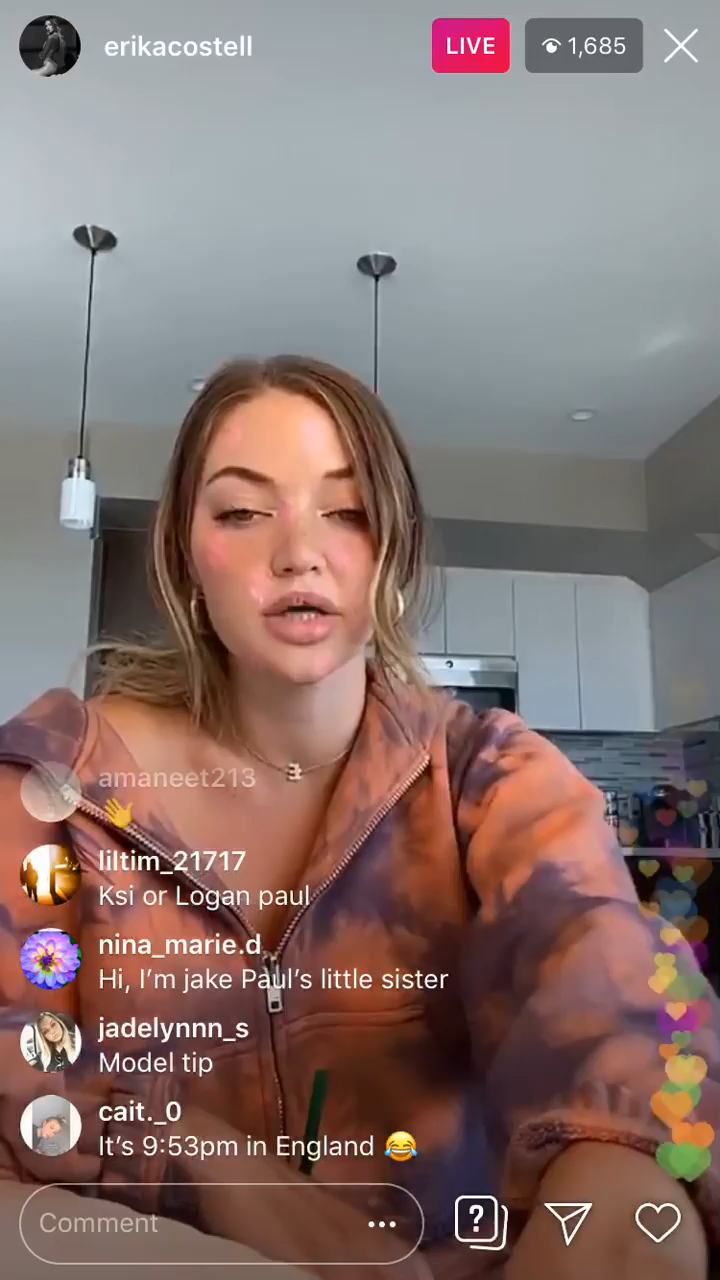 erikacostell
LIVE
1,685
amaneet213
👋
liltim_21717
Ksi or Logan paul
nina_marie.d
Hi, I’m jake Paul’s little sister
jadelynnn_s
Model tip
cait._0
It’s 9:53pm in England 😂
Comment